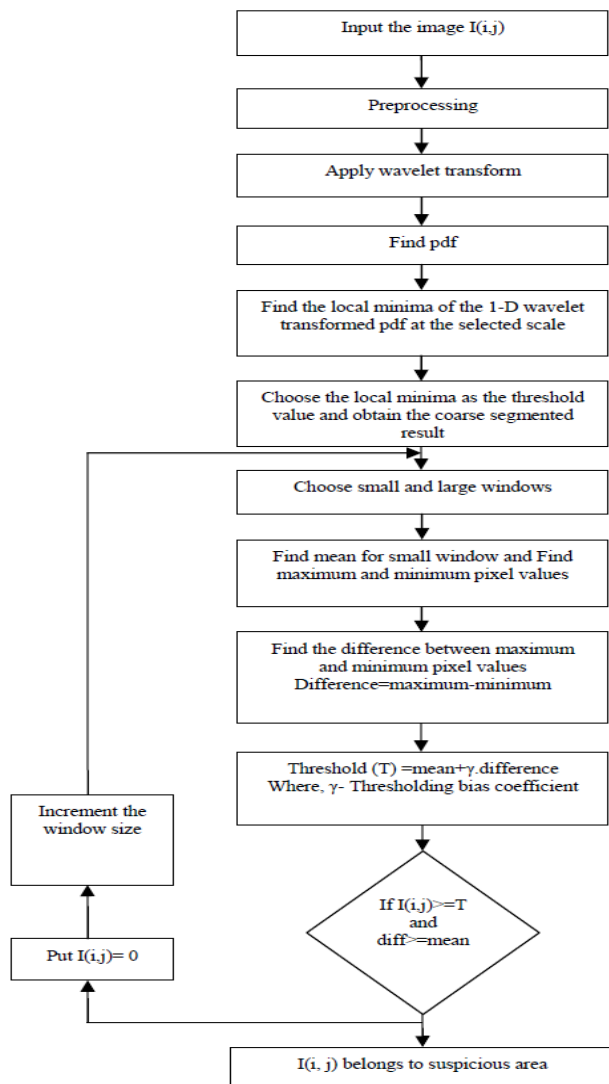 Input the image I(i,j)
Preprocessing
Apply wavelet transform
Find pdf
Find the local minima of the 1-D wavelet
transformed pdf at the selected scale
Choose the local minima as the threshold
value and obtain the coarse segmented
result
Choose small and large windows
Find mean for small window and Find
maximum and minimum pixel values
Find the difference between maximum
and minimum pixel values
Difference=maximum-minimum
Threshold (T) =mean+γ.difference
Where, γ- Thresholding bias coefficient
If I(i,j)>=T
and
diff>=mean
Increment the
window size
Put I(i,j)= 0
I(i, j) belongs to suspicious area